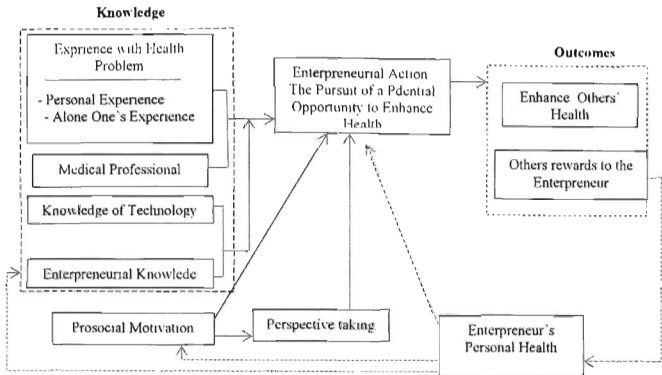 Knowledge
Exprience with Health
Problem
- Personal Experience
- Alone One's Experience
Medical Professional
Knowledge of Technology
Enterpreneurial Knowlede
Prosocial Motivation
Perspective taking
Enterpreneurial Action
The Pursuit of a Pdential
Opportunity to Enhance
Health
Outcomes
Enhance Others'
Health
Others rewards to the
Enterpreneur
Enterpreneur's
Personal Health